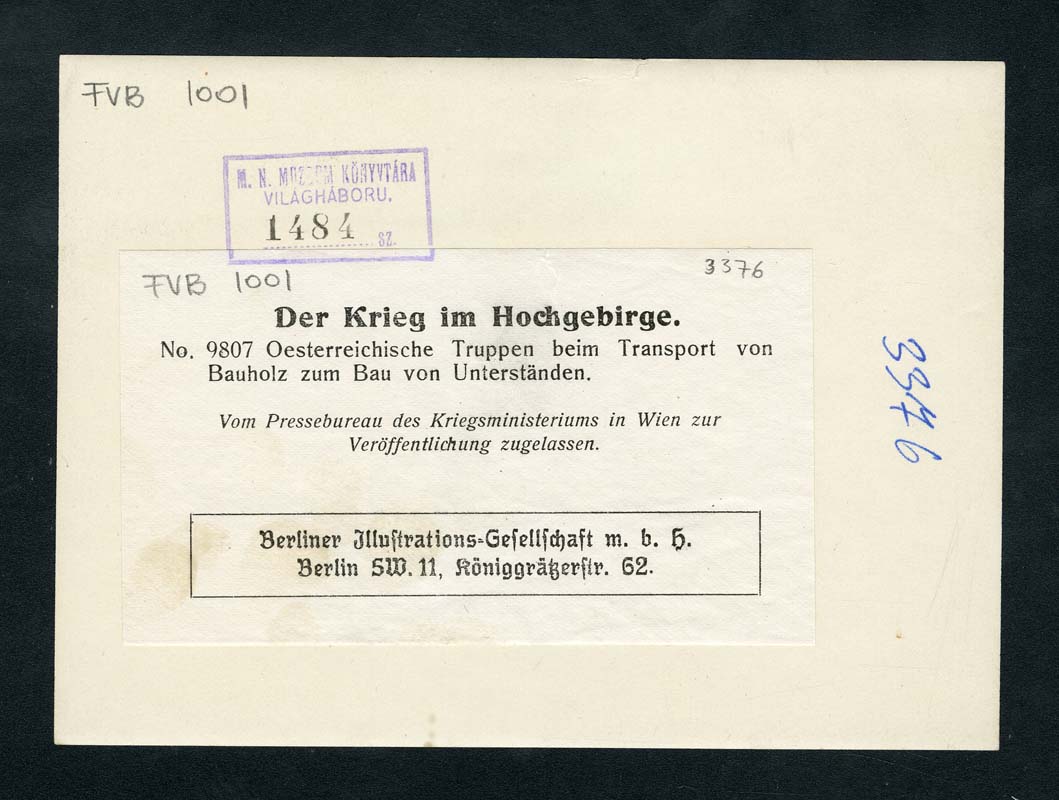 FVB 1001
M. N. MUZEUM KÖNYVTÁRA
VILÁGHÁBORU.
1484 SZ.
FVB 1001
3376
Der Krieg im Hochgebirge.
No. 9807 Oesterreichische Truppen beim Transport von
Bauholz zum Bau von Unterständen.
Vom Pressebureau des Kriegsministeriums in Wien zur
Veröffentlichung zugelassen.
Berliner Illuſtrations-Geſellſchaft m. b. H.
Berlin SW. 11, Königgrätzerſtr. 62.
3376